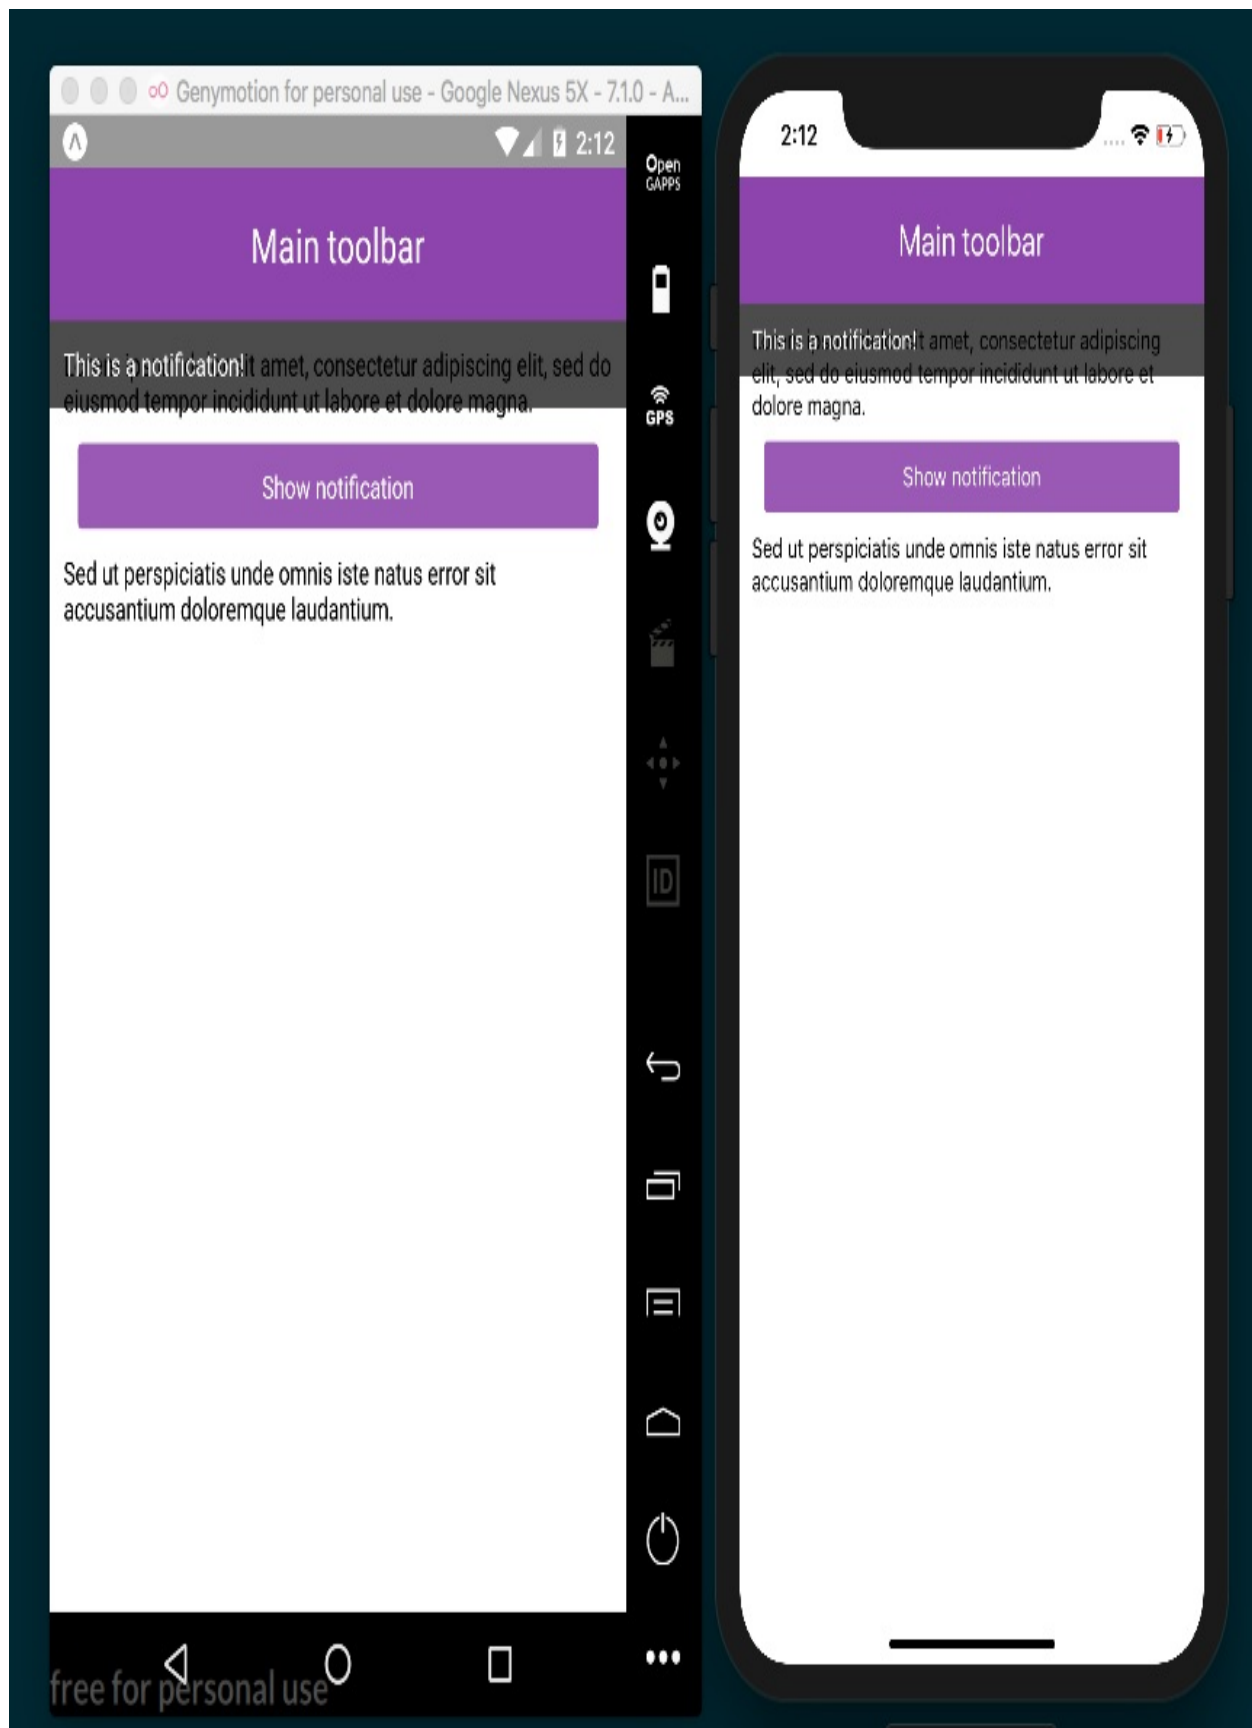 Genymotion for personal use - Google Nexus 5X - 7.1.0 - A...
2:12
Open
GAPPS
Main toolbar
This is a notification! it amet, consectetur adipiscing elit, sed do
eiusmod tempor incididunt ut labore et dolore magna.
GPS
Show notification
Sed ut perspiciatis unde omnis iste natus error sit
accusantium doloremque laudantium.
ID
free for personal use
2:12
Main toolbar
This is a notification! t amet, consectetur adipiscing
elit, sed do eiusmod tempor incididunt ut labore et
dolore magna.
Show notification
Sed ut perspiciatis unde omnis iste natus error sit
accusantium doloremque laudantium.